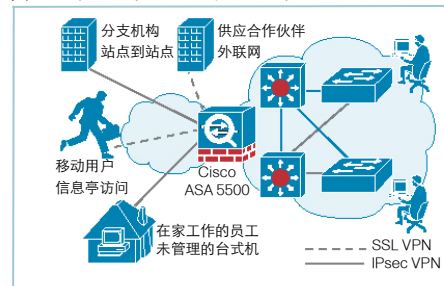 分支机构
站点到站点
供应合作伙伴
外联网
移动用户
信息亭访问
Cisco
ASA 5500
在家工作的员工
未管理的台式机
SSL VPN
IPsec VPN